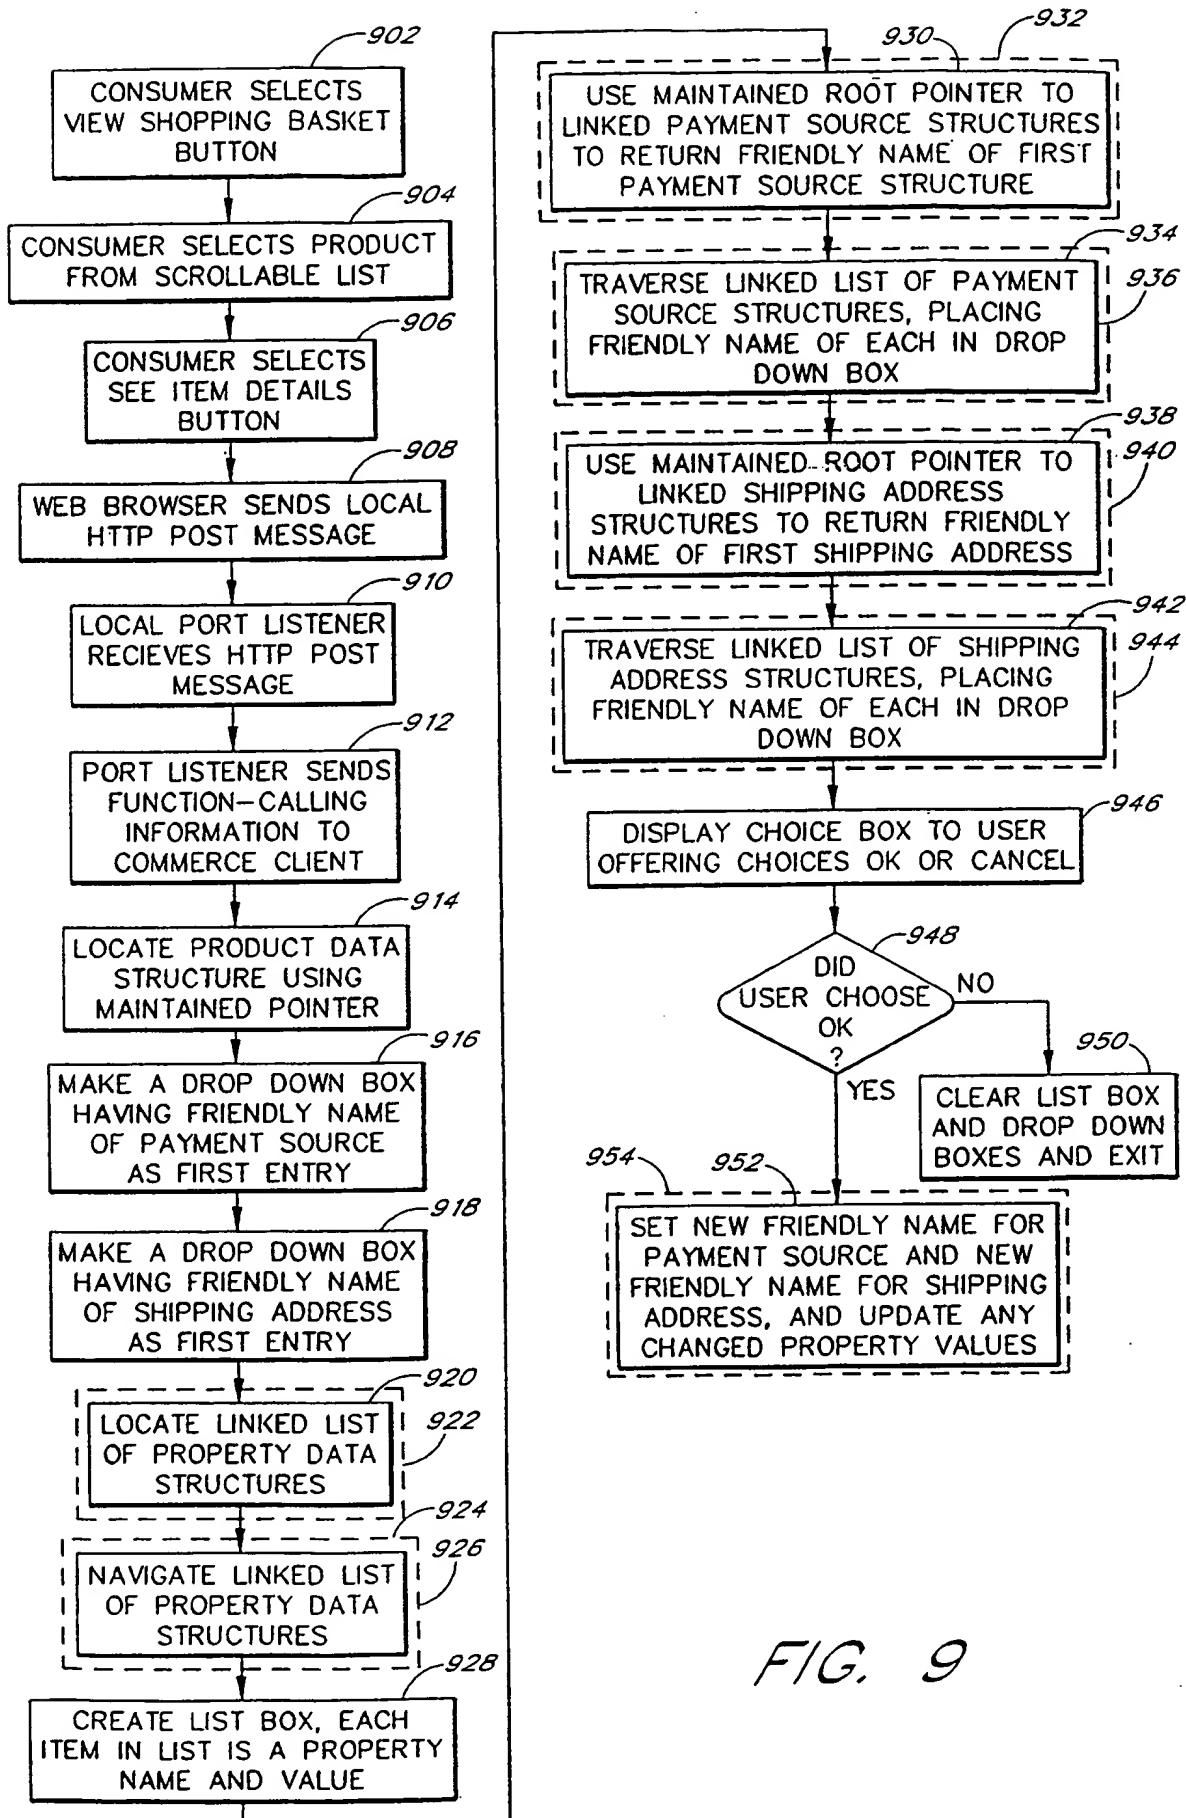 902
CONSUMER SELECTS
VIEW SHOPPING BASKET
BUTTON
904
CONSUMER SELECTS PRODUCT
FROM SCROLLABLE LIST
906
CONSUMER SELECTS
SEE ITEM DETAILS
BUTTON
908
WEB BROWSER SENDS LOCAL
HTTP POST MESSAGE
910
LOCAL PORT LISTENER
RECIEVES HTTP POST
MESSAGE
912
PORT LISTENER SENDS
FUNCTION-CALLING
INFORMATION TO
COMMERCE CLIENT
914
LOCATE PRODUCT DATA
STRUCTURE USING
MAINTAINED POINTER
916
MAKE A DROP DOWN BOX
HAVING FRIENDLY NAME
OF PAYMENT SOURCE
AS FIRST ENTRY
918
MAKE A DROP DOWN BOX
HAVING FRIENDLY NAME
OF SHIPPING ADDRESS
AS FIRST ENTRY
920
922
LOCATE LINKED LIST
OF PROPERTY DATA
STRUCTURES
924
926
NAVIGATE LINKED LIST
OF PROPERTY DATA
STRUCTURES
928
CREATE LIST BOX, EACH
ITEM IN LIST IS A PROPERTY
NAME AND VALUE
930
932
USE MAINTAINED ROOT POINTER TO
LINKED PAYMENT SOURCE STRUCTURES
TO RETURN FRIENDLY NAME OF FIRST
PAYMENT SOURCE STRUCTURE
934
936
TRAVERSE LINKED LIST OF PAYMENT
SOURCE STRUCTURES, PLACING
FRIENDLY NAME OF EACH IN DROP
DOWN BOX
938
940
USE MAINTAINED ROOT POINTER TO
LINKED SHIPPING ADDRESS
STRUCTURES TO RETURN FRIENDLY
NAME OF FIRST SHIPPING ADDRESS
942
944
TRAVERSE LINKED LIST OF SHIPPING
ADDRESS STRUCTURES, PLACING
FRIENDLY NAME OF EACH IN DROP
DOWN BOX
946
DISPLAY CHOICE BOX TO USER
OFFERING CHOICES OK OR CANCEL
948
DID
USER CHOOSE
OK
?
NO
YES
950
CLEAR LIST BOX
AND DROP DOWN
BOXES AND EXIT
954
952
SET NEW FRIENDLY NAME FOR
PAYMENT SOURCE AND NEW
FRIENDLY NAME FOR SHIPPING
ADDRESS, AND UPDATE ANY
CHANGED PROPERTY VALUES
FIG. 9